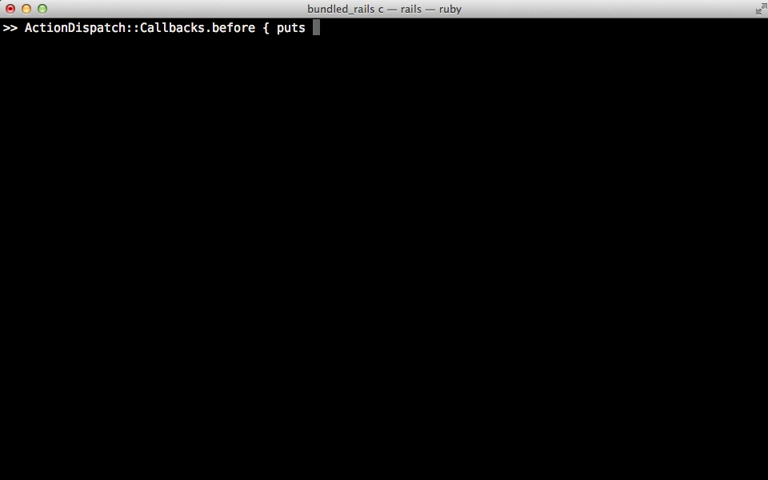 bundled_rails c — rails — ruby
>> ActionDispatch::Callbacks.before { puts